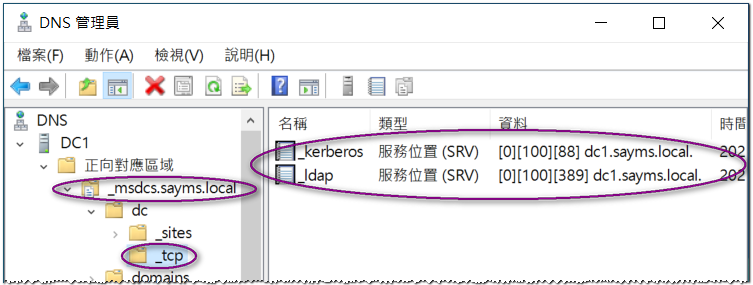 DNS 管理員
檔案(F) 動作(A) 檢視(V) 說明(H)
DNS
DC1
正向對應區域
_msdcs.sayms.local
dc
_sites
_tcp
domains
名稱 類型 資料 時間
_kerberos 服務位置 (SRV) [0][100][88] dc1.sayms.local. 202
_ldap 服務位置 (SRV) [0][100][389] dc1.sayms.local. 202